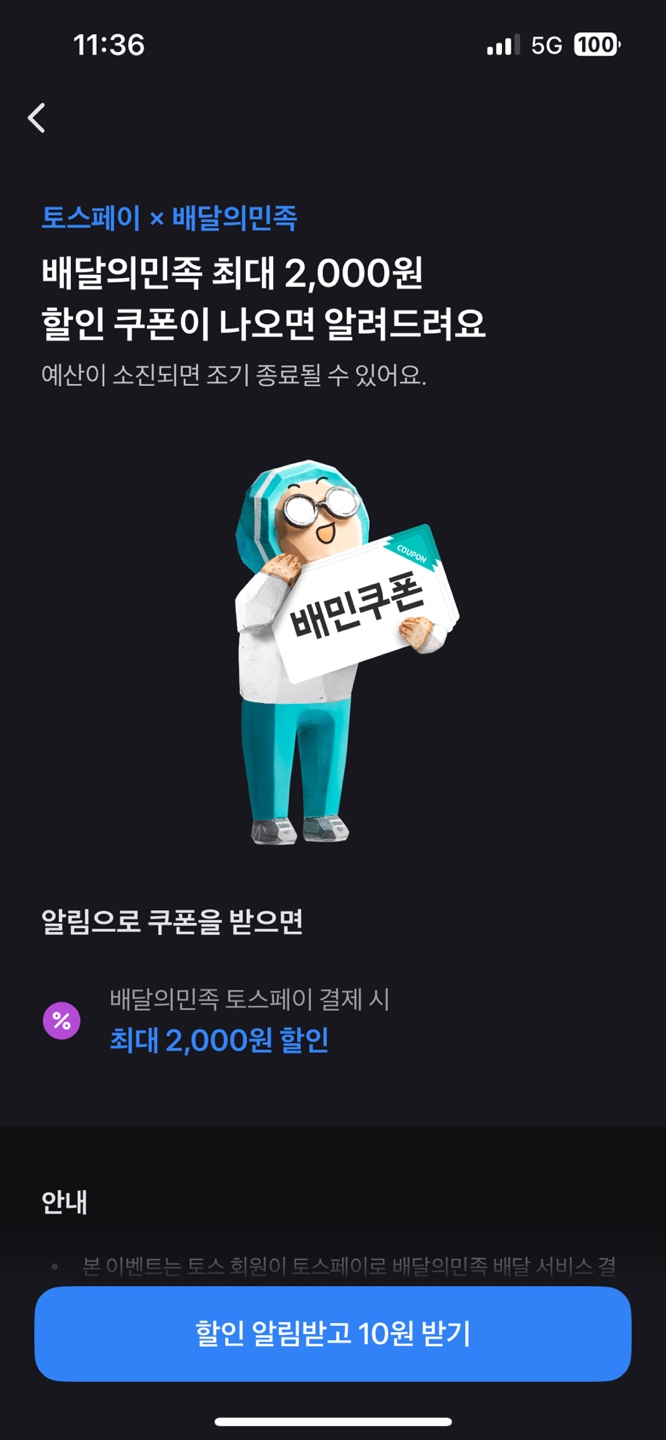 11:36
5G 100
토스페이 × 배달의민족
배달의민족 최대 2,000원
할인 쿠폰이 나오면 알려드려요
예산이 소진되면 조기 종료될 수 있어요.
COUPON
배민쿠폰
알림으로 쿠폰을 받으면
%
배달의민족 토스페이 결제 시
최대 2,000원 할인
안내
• 본 이벤트는 토스 회원이 토스페이로 배달의민족 배달 서비스 결
할인 알림받고 10원 받기